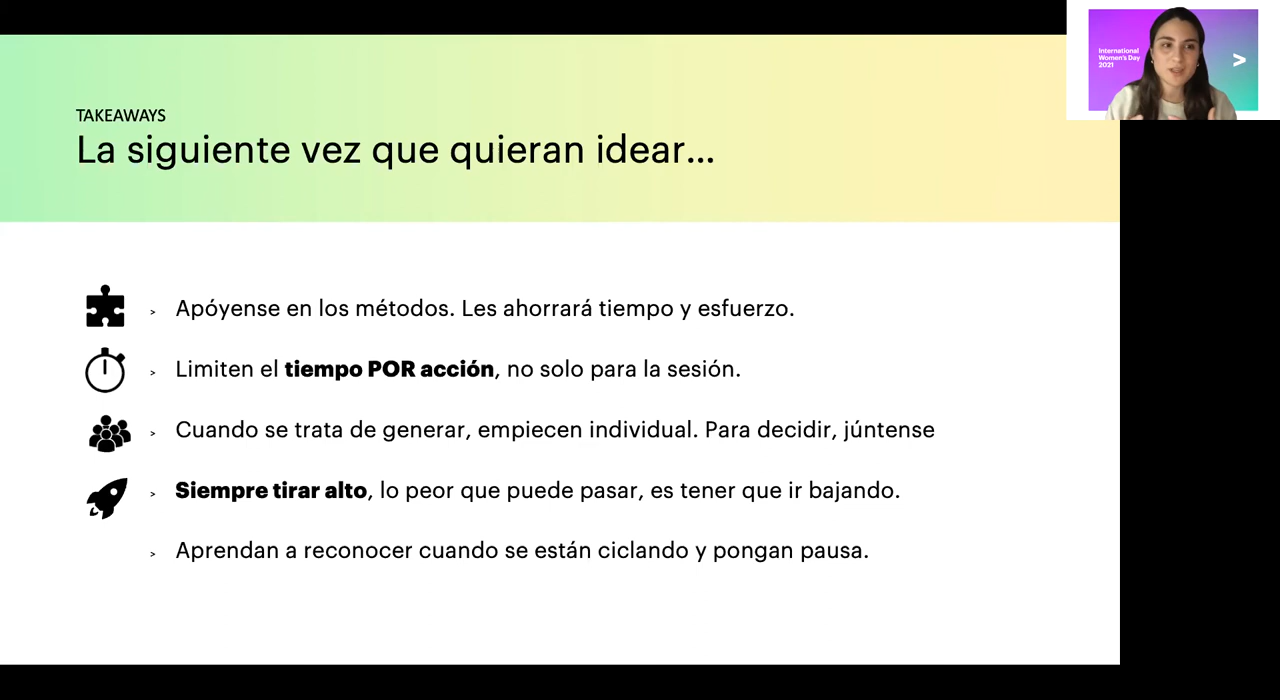 TAKEAWAYS
La siguiente vez que quieran idear...
> Apóyense en los métodos. Les ahorrará tiempo y esfuerzo.
> Limiten el tiempo POR acción, no solo para la sesión.
> Cuando se trata de generar, empiecen individual. Para decidir, júntense
> Siempre tirar alto, lo peor que puede pasar, es tener que ir bajando.
> Aprendan a reconocer cuando se están ciclando y pongan pausa.
International
Women's Day
2021
>